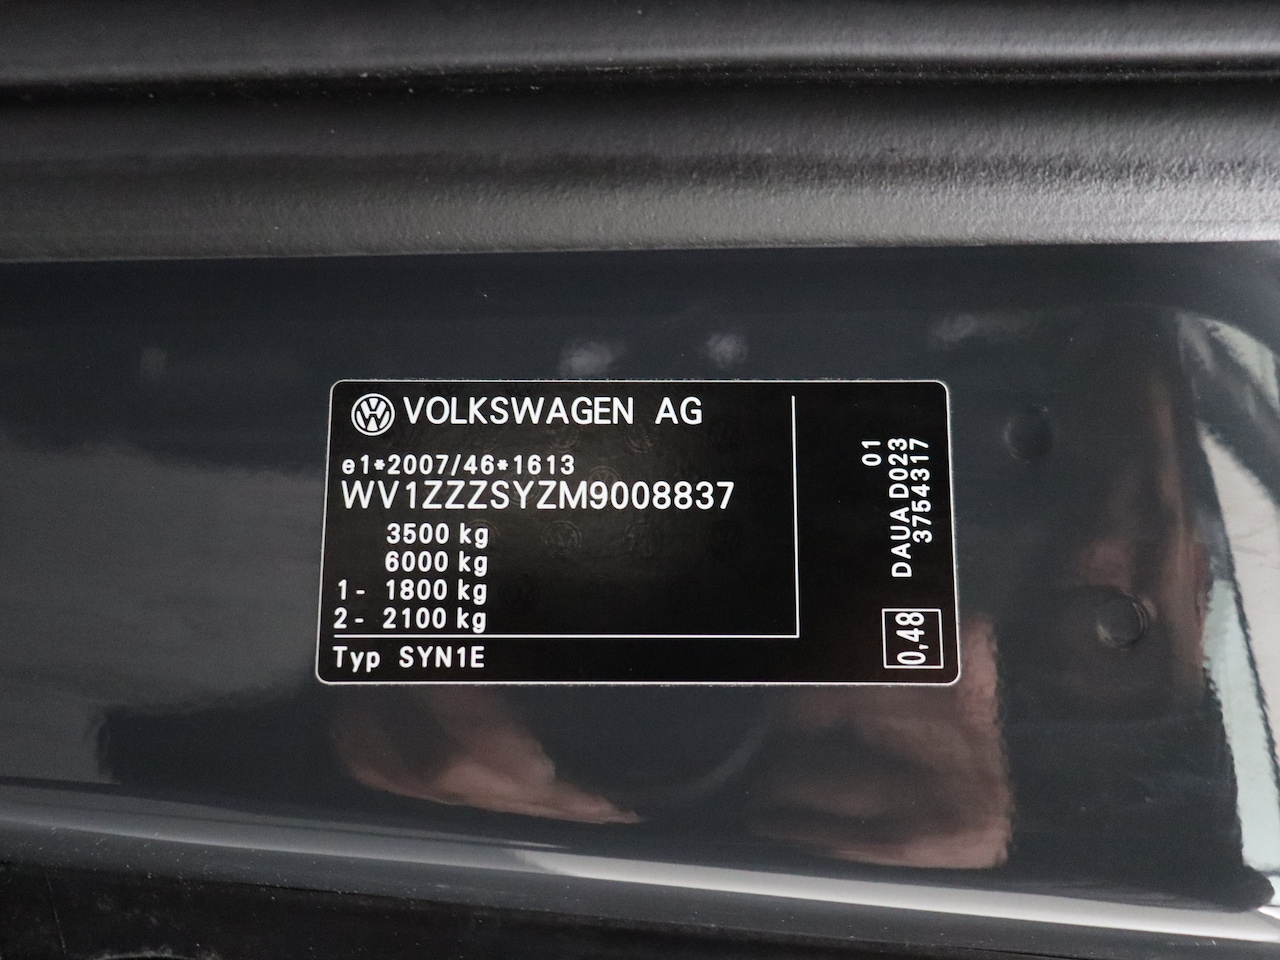 VOLKSWAGEN AG
e1*2007/46*1613
WV1ZZZSYZM9008837
3500 kg
6000 kg
1- 1800 kg
2- 2100 kg
Typ SYN1E
01
DAUA D023
3754317
0,48